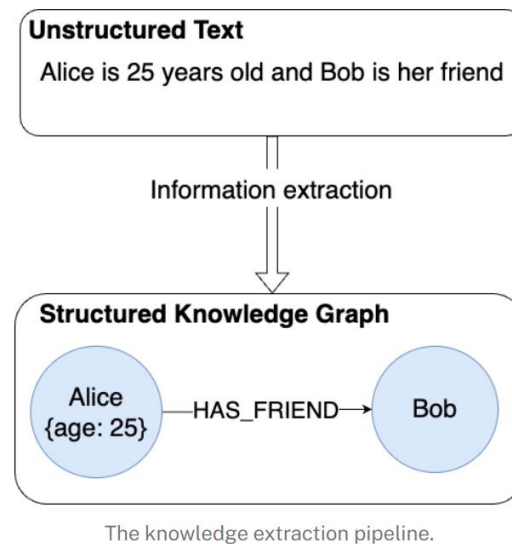 Unstructured Text
Alice is 25 years old and Bob is her friend
Information extraction
Structured Knowledge Graph
Alice
{age: 25}
HAS_FRIEND
Bob
The knowledge extraction pipeline.